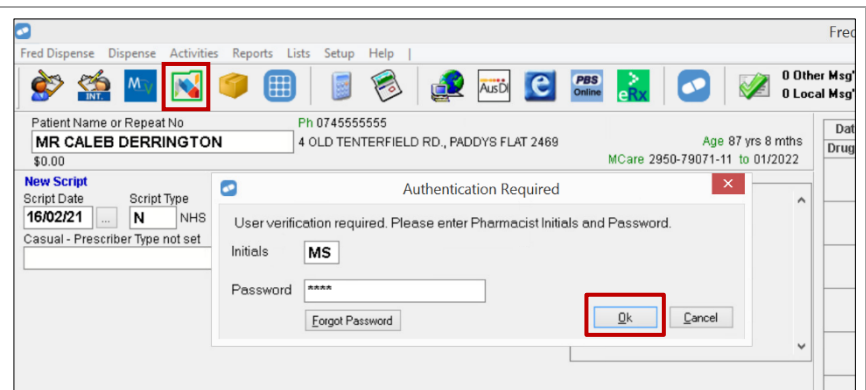 Fred
Fred Dispense Dispense Activities Reports Lists Setup Help |
INT. MV AusDI e PBS Online eRx 0 Other Msg'
0 Local Msg'
Patient Name or Repeat No Ph 0745555555 Dat
MR CALEB DERRINGTON 4 OLD TENTERFIELD RD., PADDYS FLAT 2469 Age 87 yrs 8 mths Drug
$0.00 MCare 2950-79071-11 to 01/2022
New Script
Script Date Script Type
16/02/21 ... N NHS
Casual - Prescriber Type not set
Authentication Required
User verification required. Please enter Pharmacist Initials and Password.
Initials MS
Password ****
Forgot Password Ok Cancel